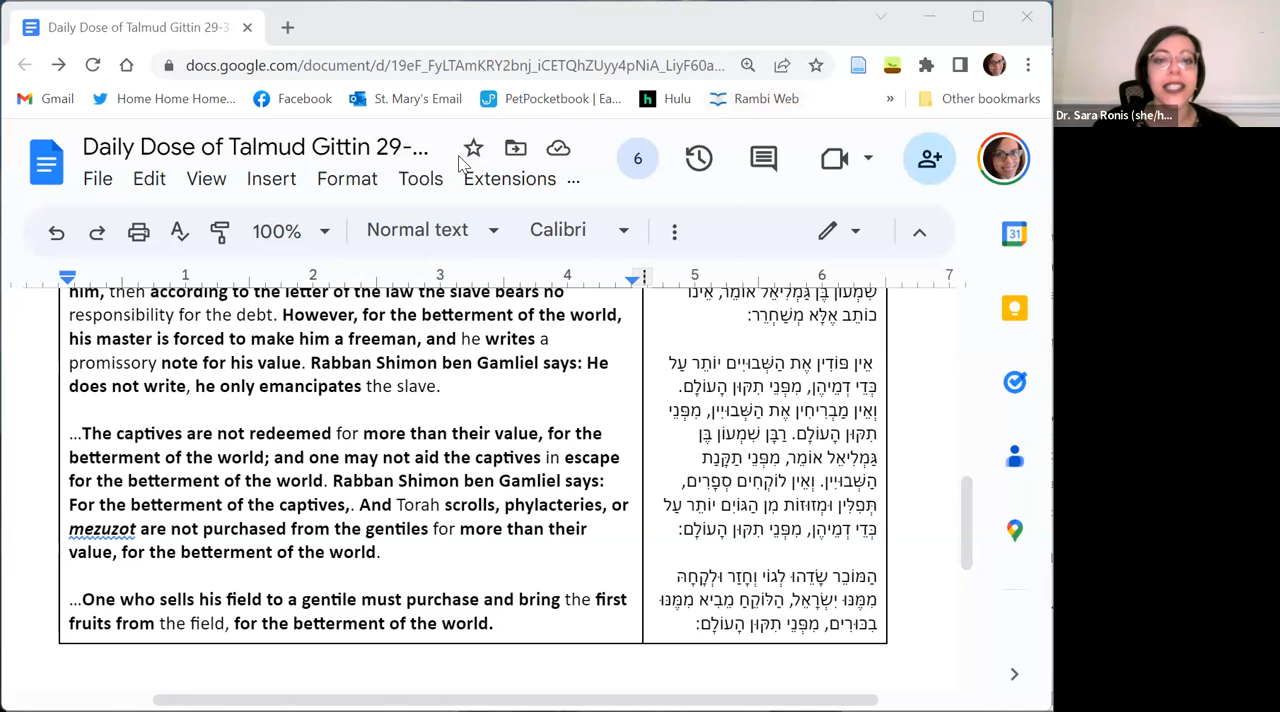 Daily Dose of Talmud Gittin 29-3
docs.google.com/document/d/19eF_FyLTAmkRY2bnj_iCETQhZUyy4pNiA_LiyF60a...
Gmail
Home Home Home...
Facebook
St. Mary's Email
PetPocketbook | Ea...
Hulu
Rambi Web
»
Other bookmarks
Dr. Sara Ronis (she/h...
Daily Dose of Talmud Gittin 29-...
6
File Edit View Insert Format Tools Extensions ...
100% Normal text Calibri
31
1 2 3 4 5 6 7
him, then according to the letter of the law the slave bears no
responsibility for the debt. However, for the betterment of the world,
his master is forced to make him a freeman, and he writes a
promissory note for his value. Rabban Shimon ben Gamliel says: He
does not write, he only emancipates the slave.
...The captives are not redeemed for more than their value, for the
betterment of the world; and one may not aid the captives in escape
for the betterment of the world. Rabban Shimon ben Gamliel says:
For the betterment of the captives,. And Torah scrolls, phylacteries, or
mezuzot are not purchased from the gentiles for more than their
value, for the betterment of the world.
...One who sells his field to a gentile must purchase and bring the first
fruits from the field, for the betterment of the world.
שִׁמְעוֹן בֶּן גַּמְלִיאֵל אוֹמֵר, אֵינוֹ
כוֹתֵב אֶלָּא מְשַׁחְרֵר:
אֵין פּוֹדִין אֶת הַשְּׁבוּיִים יוֹתֵר עַל
כְּדֵי דְמֵיהֶן, מִפְּנֵי תִקּוּן הָעוֹלָם.
וְאֵין מַבְרִיחִין אֶת הַשְּׁבוּיִין, מִפְּנֵי
תִקּוּן הָעוֹלָם. רַבָּן שִׁמְעוֹן בֶּן
גַּמְלִיאֵל אוֹמֵר, מִפְּנֵי תַקָּנַת
הַשְּׁבוּיִין. וְאֵין לוֹקְחִים סְפָרִים,
תְּפִלִּין וּמְזוּזוֹת מִן הַגּוֹיִם יוֹתֵר עַל
כְּדֵי דְמֵיהֶן, מִפְּנֵי תִקּוּן הָעוֹלָם:
הַמּוֹכֵר שָׂדֵהוּ לְגוֹי וְחָזַר וּלְקָחָהּ
מִמֶּנּוּ יִשְׂרָאֵל, הַלּוֹקֵחַ מֵבִיא מִמֶּנּוּ
בִכּוּרִים, מִפְּנֵי תִקּוּן הָעוֹלָם: